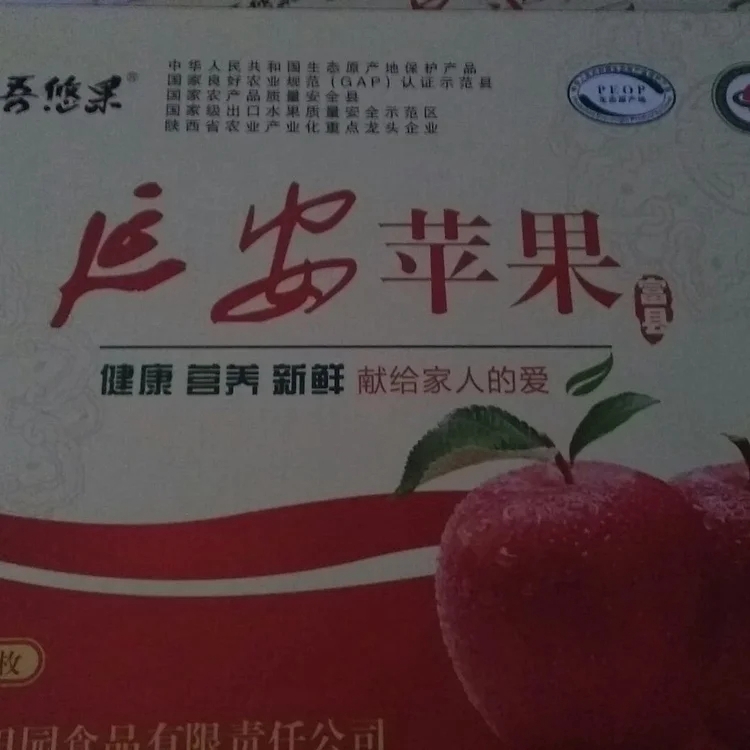 吾悠果®
中华人民共和国生态原产地保护产品
国家良好农业规范(GAP)认证示范县
国家农产品质量安全县
国家级出口水果质量安全示范区
陕西省农业产业化重点龙头企业
PEOP
延安苹果
富县
健康 营养 新鲜 献给家人的爱
枚
田园食品有限责任公司